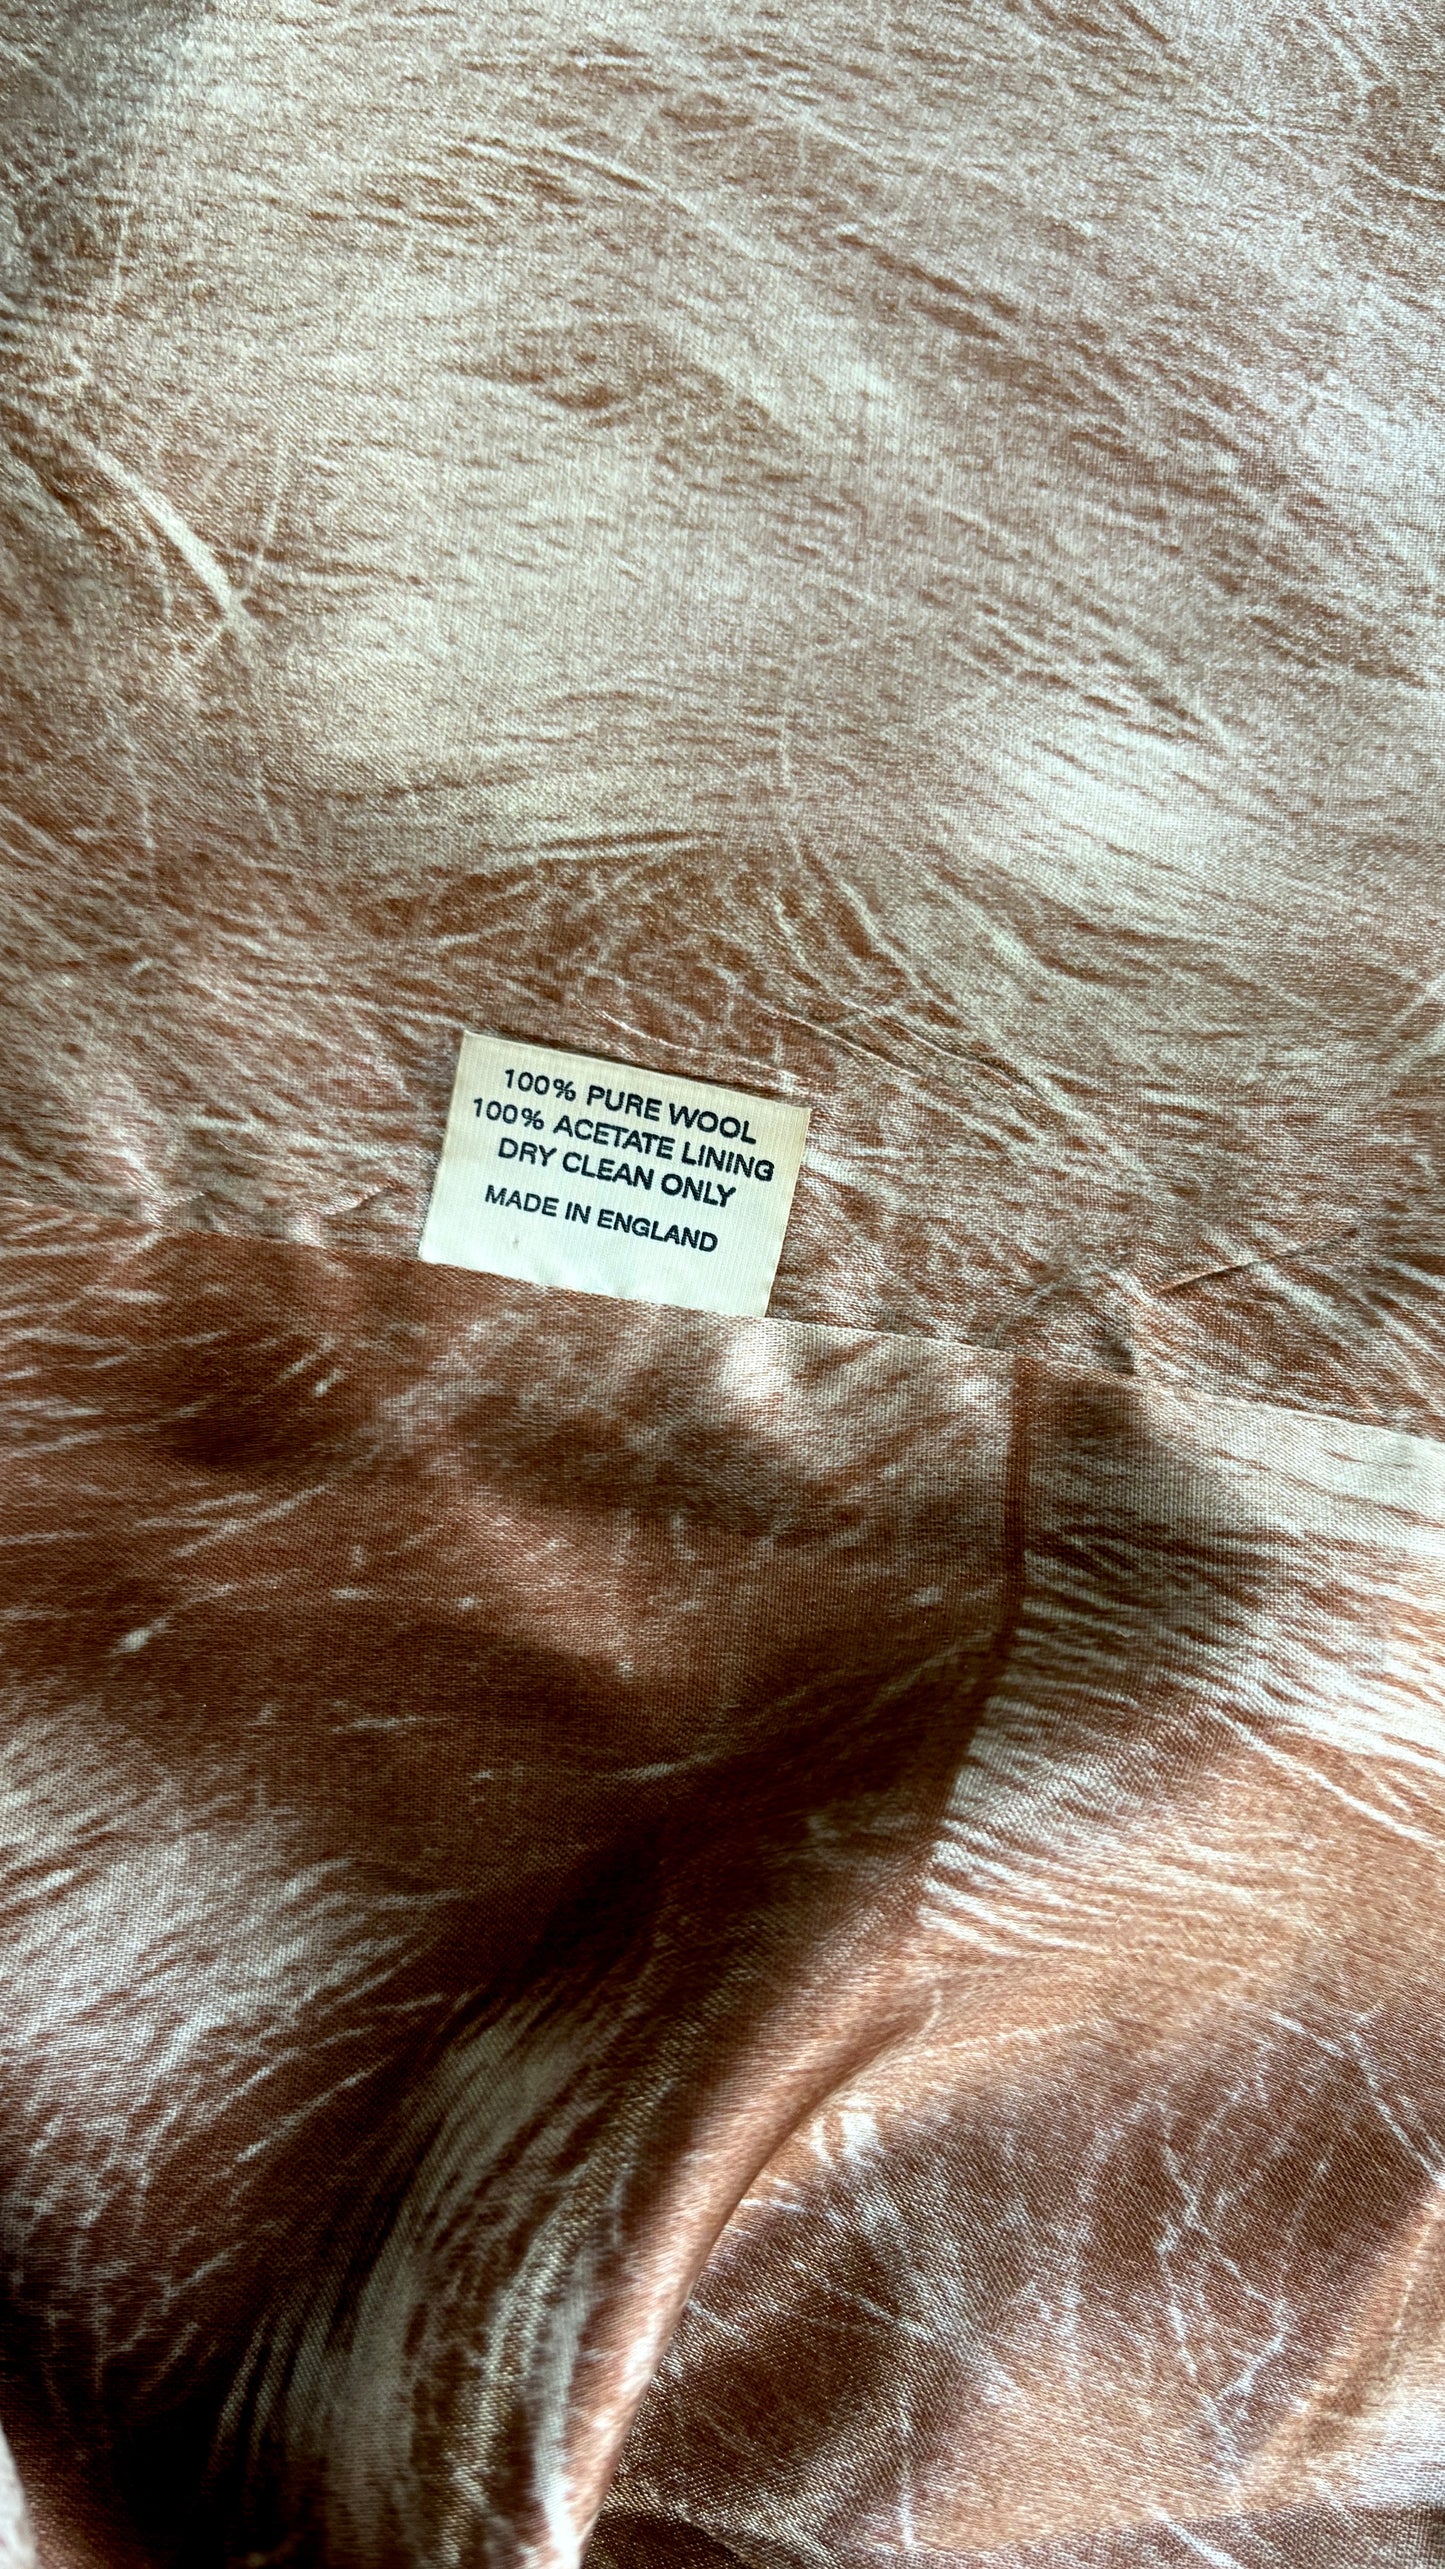 100% PURE WOOL
100% ACETATE LINING
DRY CLEAN ONLY
MADE IN ENGLAND